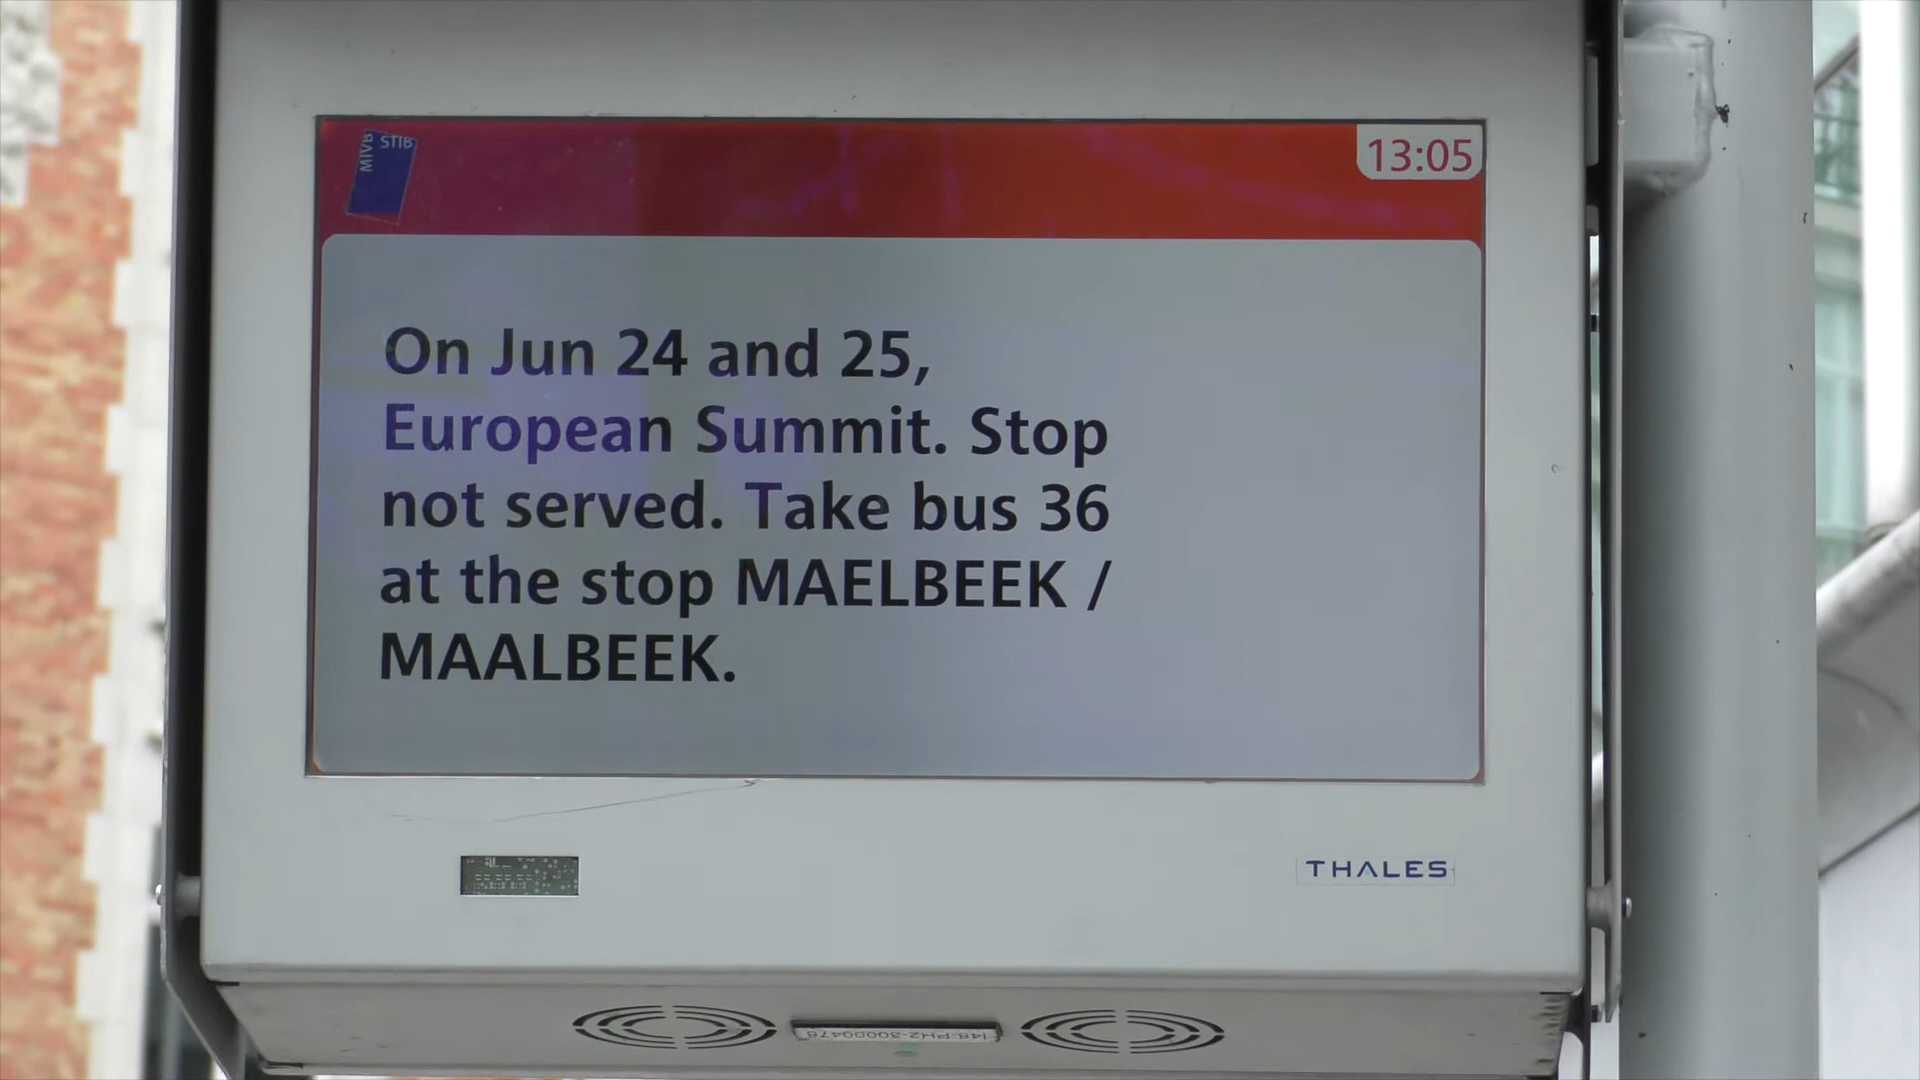 MIVB STIB
13:05
On Jun 24 and 25,
European Summit. Stop
not served. Take bus 36
at the stop MAELBEEK /
MAALBEEK.
THALES